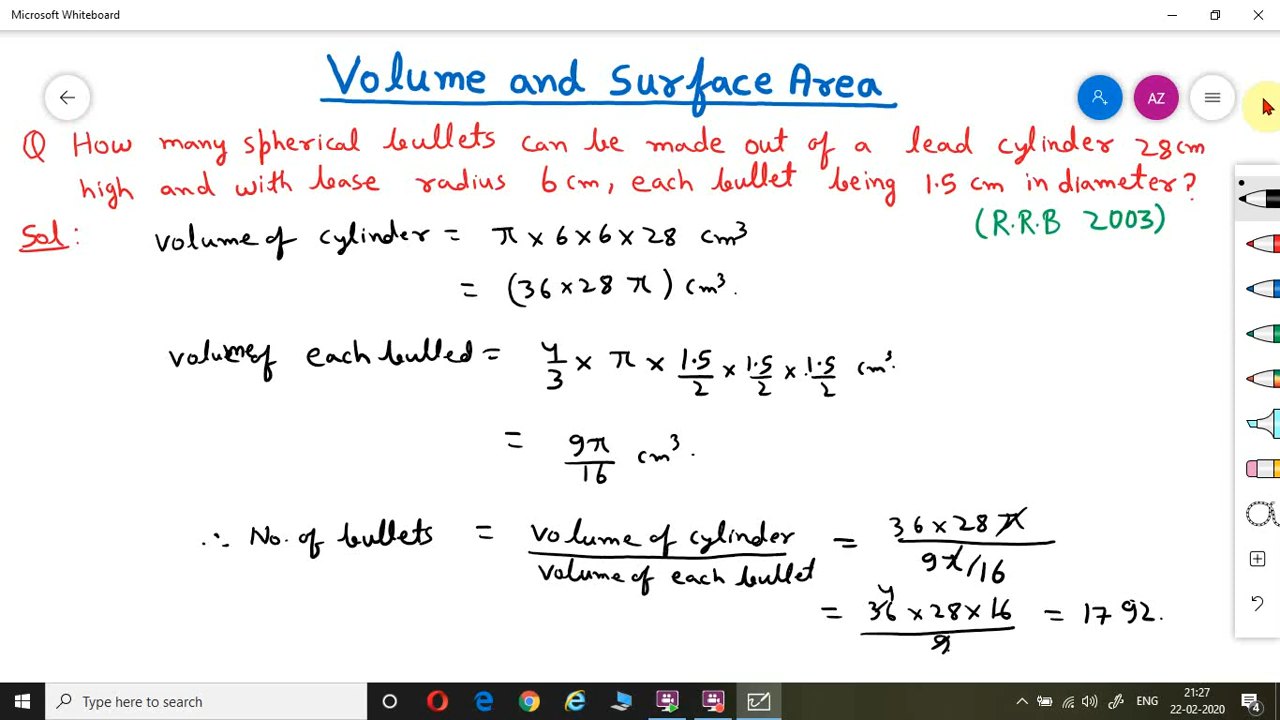 Microsoft Whiteboard
Volume and Surface Area
AZ
Q How many spherical bullets can be made out of a lead cylinder 28cm
high and with base radius 6 cm, each bullet being 1.5 cm in diameter?
(R.R.B 2003)
Sol: volume of cylinder = π × 6 × 6 × 28 cm³
= (36 × 28 π) cm³.
volume of each bulled = 4/3 × π × 1.5/2 × 1.5/2 × 1.5/2 cm³.
= 9π/16 cm³.
∴ No. of bullets = volume of cylinder / volume of each bullet = 36 × 28 π / 9π/16
= 36 4 × 28 × 16 / 9 = 1792.
Type here to search
ENG
21:27
22-02-2020
4